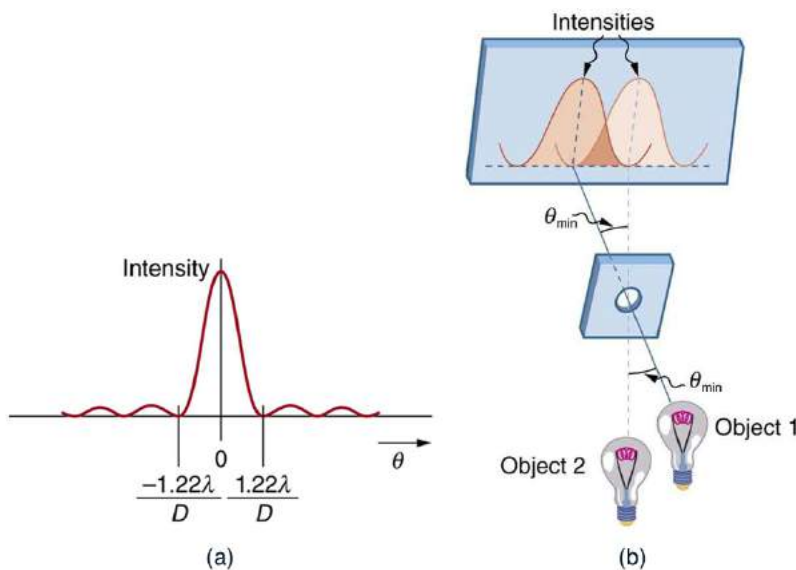 Intensities
θmin
Intensity
θmin
Object 1
Object 2
0
θ
−1.22λ 1.22λ
D D
(a) (b)